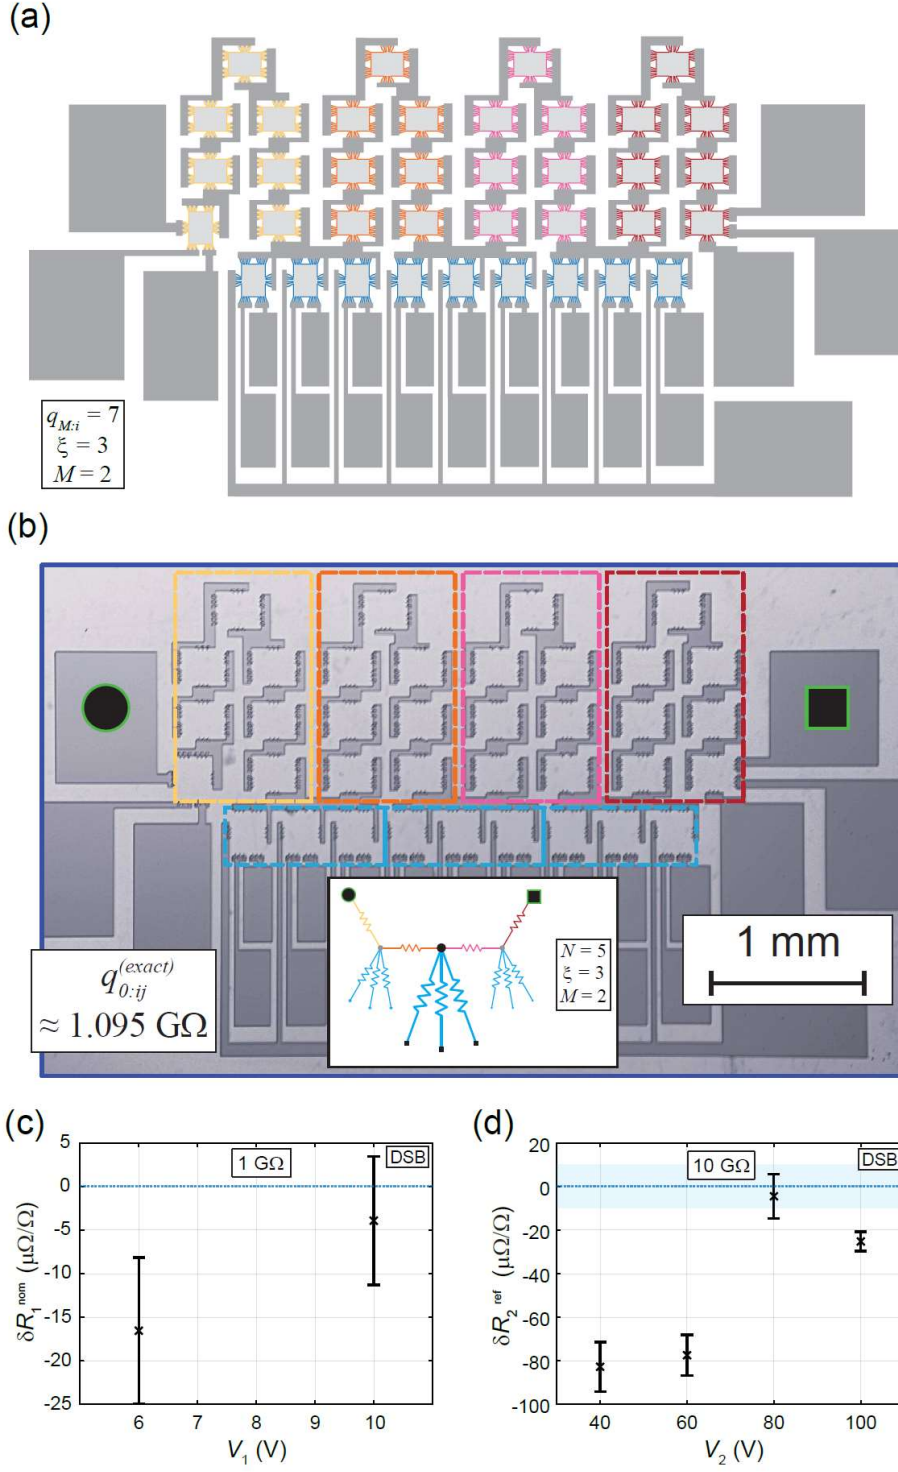 (a)
q_{M:i} = 7
ξ = 3
M = 2
(b)
q_{0:ij}^{(exact)}
≈ 1.095 GΩ
N = 5
ξ = 3
M = 2
1 mm
(c)
δR_1^{nom} (μΩ/Ω)
5
0
-5
-10
-15
-20
-25
1 GΩ
DSB
6
7
8
9
10
V_1 (V)
(d)
δR_2^{ref} (μΩ/Ω)
20
0
-20
-40
-60
-80
-100
10 GΩ
DSB
40
60
80
100
V_2 (V)